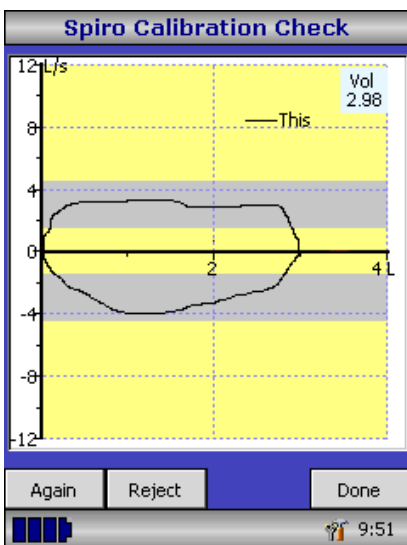 Spiro Calibration Check
12 L/s
Vol
2.98
This
8
4
0
2
4 L
-4
-8
-12
Again Reject Done
9:51